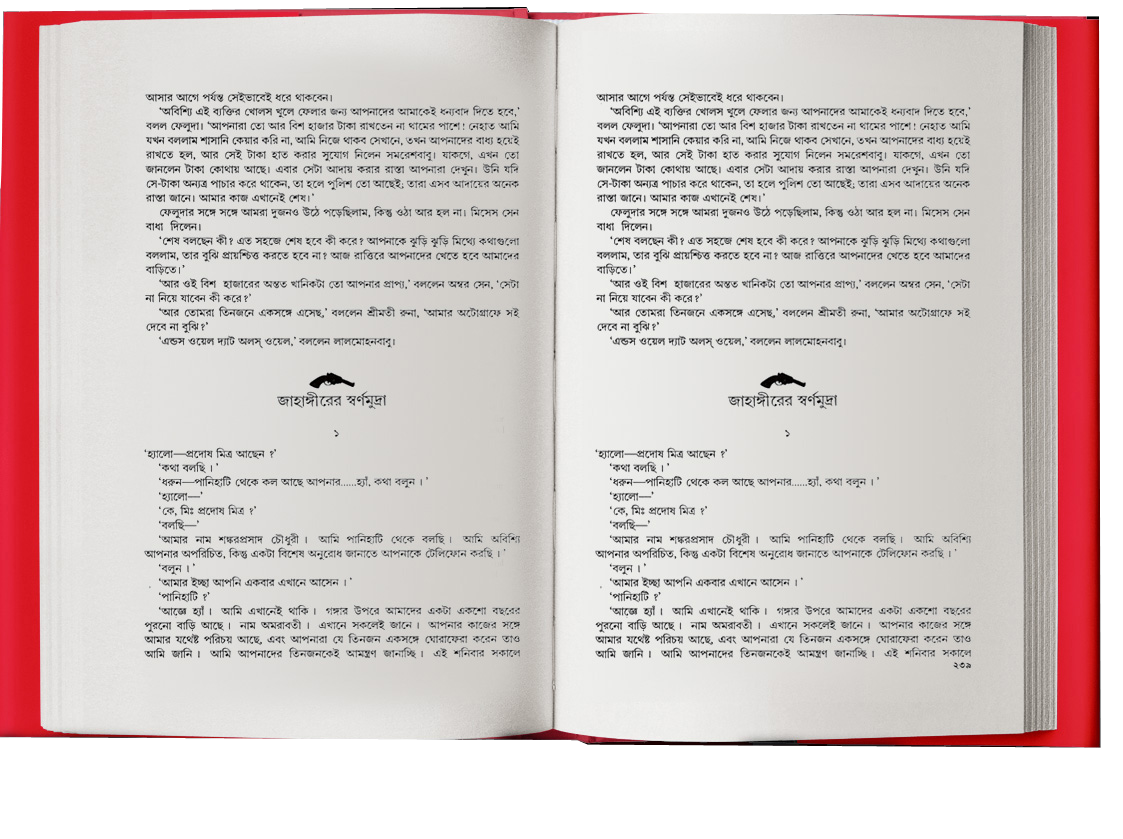 আসার আগে পর্যন্ত সেইভাবেই ধরে থাকবেন।
‘অবিশ্যি এই ব্যক্তির খোলস খুলে ফেলার জন্য আপনাদের আমাকেই ধন্যবাদ দিতে হবে,’
বলল ফেলুদা। ‘আপনারা তো আর বিশ হাজার টাকা রাখতেন না থামের পাশে! নেহাত আমি
যখন বললাম শাসানি কেয়ার করি না, আমি নিজে থাকব সেখানে, তখন আপনাদের বাধ্য হয়েই
রাখতে হল, আর সেই টাকা হাত করার সুযোগ নিলেন সমরেশবাবু। যাকগে, এখন তো
জানলেন টাকা কোথায় আছে। এবার সেটা আদায় করার রাস্তা আপনারা দেখুন। উনি যদি
সে-টাকা অন্যত্র পাচার করে থাকেন, তা হলে পুলিশ তো আছেই; তারা এসব আদায়ের অনেক
রাস্তা জানে। আমার কাজ এখানেই শেষ।’
ফেলুদার সঙ্গে সঙ্গে আমরা দুজনও উঠে পড়েছিলাম, কিন্তু ওঠা আর হল না। মিসেস সেন
বাধা দিলেন।
‘শেষ বলছেন কী? এত সহজে শেষ হবে কী করে? আপনাকে ঝুড়ি ঝুড়ি মিথ্যে কথাগুলো
বললাম, তার বুঝি প্রায়শ্চিত্ত করতে হবে না? আজ রাত্তিরে আপনাদের খেতে হবে আমাদের
বাড়িতে।’
‘আর ওই বিশ হাজারের অন্তত খানিকটা তো আপনার প্রাপ্য,’ বললেন অম্বর সেন, ‘সেটা
না নিয়ে যাবেন কী করে?’
‘আর তোমরা তিনজনে একসঙ্গে এসেছ,’ বললেন শ্রীমতী রুনা, ‘আমার অটোগ্রাফে সই
দেবে না বুঝি?’
‘এন্ডস ওয়েল দ্যাট অলস্ ওয়েল,’ বললেন লালমোহনবাবু।
জাহাঙ্গীরের স্বর্ণমুদ্রা
১
‘হ্যালো—প্রদোষ মিত্র আছেন ?’
‘কথা বলছি । ’
‘ধরুন—পানিহাটি থেকে কল আছে আপনার......হ্যাঁ, কথা বলুন । ’
‘হ্যালো—’
‘কে, মিঃ প্রদোষ মিত্র ?’
‘বলছি—’
‘আমার নাম শঙ্করপ্রসাদ চৌধুরী । আমি পানিহাটি থেকে বলছি । আমি অবিশ্যি
আপনার অপরিচিত, কিন্তু একটা বিশেষ অনুরোধ জানাতে আপনাকে টেলিফোন করছি । ’
‘বলুন । ’
‘আমার ইচ্ছা আপনি একবার এখানে আসেন । ’
‘পানিহাটি ?’
‘আজ্ঞে হ্যাঁ । আমি এখানেই থাকি । গঙ্গার উপরে আমাদের একটা একশো বছরের
পুরনো বাড়ি আছে । নাম অমরাবতী । এখানে সকলেই জানে । আপনার কাজের সঙ্গে
আমার যথেষ্ট পরিচয় আছে, এবং আপনারা যে তিনজন একসঙ্গে ঘোরাফেরা করেন তাও
আমি জানি । আমি আপনাদের তিনজনকেই আমন্ত্রণ জানাচ্ছি । এই শনিবার সকালে
আসার আগে পর্যন্ত সেইভাবেই ধরে থাকবেন।
‘অবিশ্যি এই ব্যক্তির খোলস খুলে ফেলার জন্য আপনাদের আমাকেই ধন্যবাদ দিতে হবে,’
বলল ফেলুদা। ‘আপনারা তো আর বিশ হাজার টাকা রাখতেন না থামের পাশে! নেহাত আমি
যখন বললাম শাসানি কেয়ার করি না, আমি নিজে থাকব সেখানে, তখন আপনাদের বাধ্য হয়েই
রাখতে হল, আর সেই টাকা হাত করার সুযোগ নিলেন সমরেশবাবু। যাকগে, এখন তো
জানলেন টাকা কোথায় আছে। এবার সেটা আদায় করার রাস্তা আপনারা দেখুন। উনি যদি
সে-টাকা অন্যত্র পাচার করে থাকেন, তা হলে পুলিশ তো আছেই; তারা এসব আদায়ের অনেক
রাস্তা জানে। আমার কাজ এখানেই শেষ।’
ফেলুদার সঙ্গে সঙ্গে আমরা দুজনও উঠে পড়েছিলাম, কিন্তু ওঠা আর হল না। মিসেস সেন
বাধা দিলেন।
‘শেষ বলছেন কী? এত সহজে শেষ হবে কী করে? আপনাকে ঝুড়ি ঝুড়ি মিথ্যে কথাগুলো
বললাম, তার বুঝি প্রায়শ্চিত্ত করতে হবে না? আজ রাত্তিরে আপনাদের খেতে হবে আমাদের
বাড়িতে।’
‘আর ওই বিশ হাজারের অন্তত খানিকটা তো আপনার প্রাপ্য,’ বললেন অম্বর সেন, ‘সেটা
না নিয়ে যাবেন কী করে?’
‘আর তোমরা তিনজনে একসঙ্গে এসেছ,’ বললেন শ্রীমতী রুনা, ‘আমার অটোগ্রাফে সই
দেবে না বুঝি?’
‘এন্ডস ওয়েল দ্যাট অলস্ ওয়েল,’ বললেন লালমোহনবাবু।
জাহাঙ্গীরের স্বর্ণমুদ্রা
১
‘হ্যালো—প্রদোষ মিত্র আছেন ?’
‘কথা বলছি । ’
‘ধরুন—পানিহাটি থেকে কল আছে আপনার......হ্যাঁ, কথা বলুন । ’
‘হ্যালো—’
‘কে, মিঃ প্রদোষ মিত্র ?’
‘বলছি—’
‘আমার নাম শঙ্করপ্রসাদ চৌধুরী । আমি পানিহাটি থেকে বলছি । আমি অবিশ্যি
আপনার অপরিচিত, কিন্তু একটা বিশেষ অনুরোধ জানাতে আপনাকে টেলিফোন করছি । ’
‘বলুন । ’
‘আমার ইচ্ছা আপনি একবার এখানে আসেন । ’
‘পানিহাটি ?’
‘আজ্ঞে হ্যাঁ । আমি এখানেই থাকি । গঙ্গার উপরে আমাদের একটা একশো বছরের
পুরনো বাড়ি আছে । নাম অমরাবতী । এখানে সকলেই জানে । আপনার কাজের সঙ্গে
আমার যথেষ্ট পরিচয় আছে, এবং আপনারা যে তিনজন একসঙ্গে ঘোরাফেরা করেন তাও
আমি জানি । আমি আপনাদের তিনজনকেই আমন্ত্রণ জানাচ্ছি । এই শনিবার সকালে
২৩৯